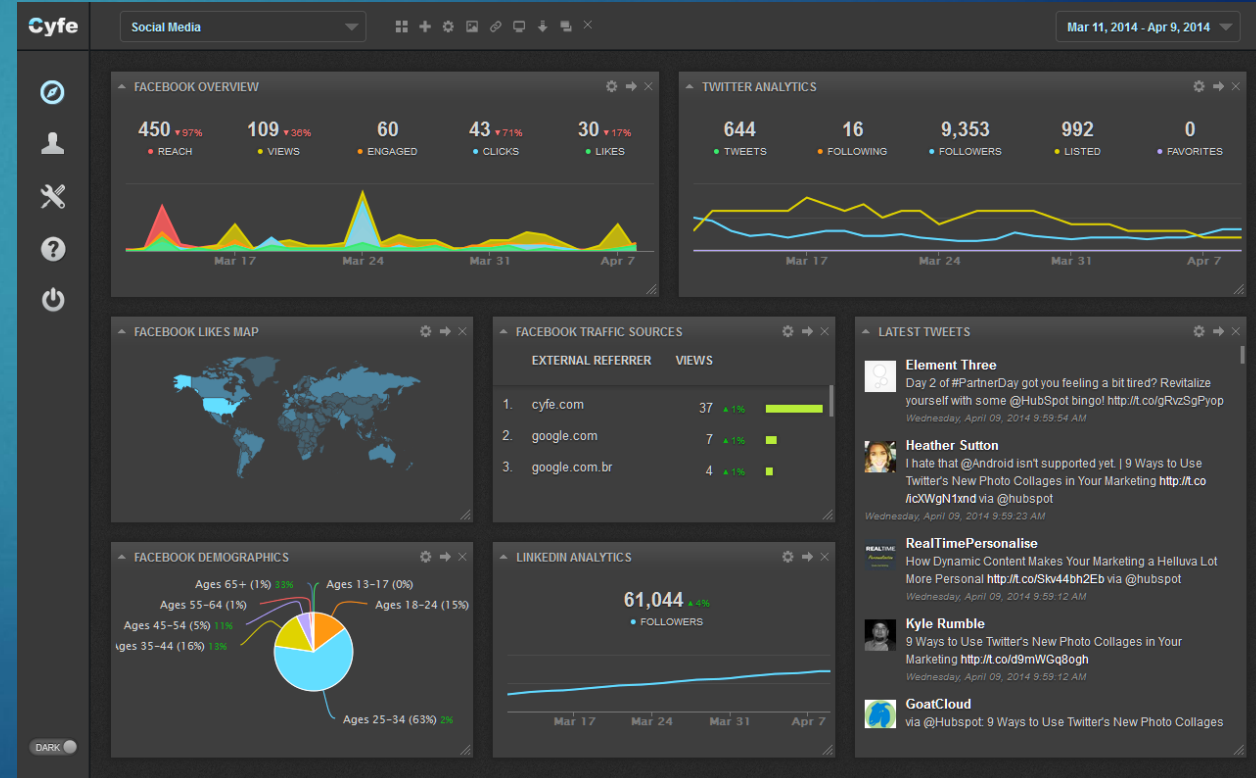 Cyfe
Social Media
Mar 11, 2014 - Apr 9, 2014
FACEBOOK OVERVIEW
450 ▼97%
REACH
109 ▼36%
VIEWS
60
ENGAGED
43 ▼71%
CLICKS
30 ▼17%
LIKES
Mar 17
Mar 24
Mar 31
Apr 7
TWITTER ANALYTICS
644
TWEETS
16
FOLLOWING
9,353
FOLLOWERS
992
LISTED
0
FAVORITES
Mar 17
Mar 24
Mar 31
Apr 7
FACEBOOK LIKES MAP
FACEBOOK TRAFFIC SOURCES
EXTERNAL REFERRER VIEWS
1. cyfe.com 37 ▲1%
2. google.com 7 ▲1%
3. google.com.br 4 ▲1%
LATEST TWEETS
Element Three
Day 2 of #PartnerDay got you feeling a bit tired? Revitalize
yourself with some @HubSpot bingo! http://t.co/gRvzSgPyop
Wednesday, April 09, 2014 9:59:54 AM
Heather Sutton
I hate that @Android isn't supported yet. | 9 Ways to Use
Twitter's New Photo Collages in Your Marketing http://t.co
/icXWgN1xnd via @hubspot
Wednesday, April 09, 2014 9:59:23 AM
REALTIME
RealTimePersonalise
How Dynamic Content Makes Your Marketing a Helluva Lot
More Personal http://t.co/Skv44bh2Eb via @hubspot
Wednesday, April 09, 2014 9:59:12 AM
Kyle Rumble
9 Ways to Use Twitter's New Photo Collages in Your
Marketing http://t.co/d9mWGq8ogh
Wednesday, April 09, 2014 9:59:12 AM
GoatCloud
via @Hubspot: 9 Ways to Use Twitter's New Photo Collages
FACEBOOK DEMOGRAPHICS
Ages 65+ (1%) 33%
Ages 13-17 (0%)
Ages 55-64 (1%)
Ages 18-24 (15%)
Ages 45-54 (5%) 11%
Ages 35-44 (16%) 13%
Ages 25-34 (63%) 2%
LINKEDIN ANALYTICS
61,044 ▲4%
FOLLOWERS
Mar 17
Mar 24
Mar 31
Apr 7
DARK